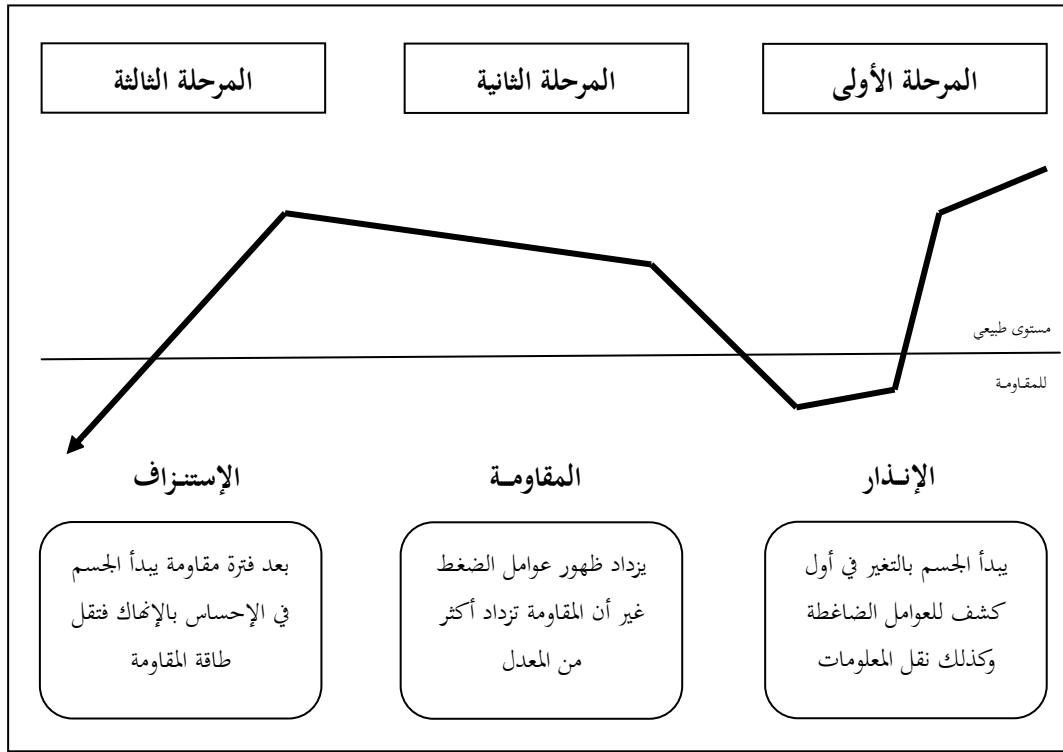 المرحلة الأولى
المرحلة الثانية
المرحلة الثالثة
مستوى طبيعي
للمقاومة
الإنـذار
المقاومـة
الإستنـزاف
يبدأ الجسم بالتغير في أول
كشف للعوامل الضاغطة
وكذلك نقل المعلومات
يزداد ظهور عوامل الضغط
غير أن المقاومة تزداد أكثر
من المعدل
بعد فترة مقاومة يبدأ الجسم
في الإحساس بالإنهاك فتقل
طاقة المقاومة